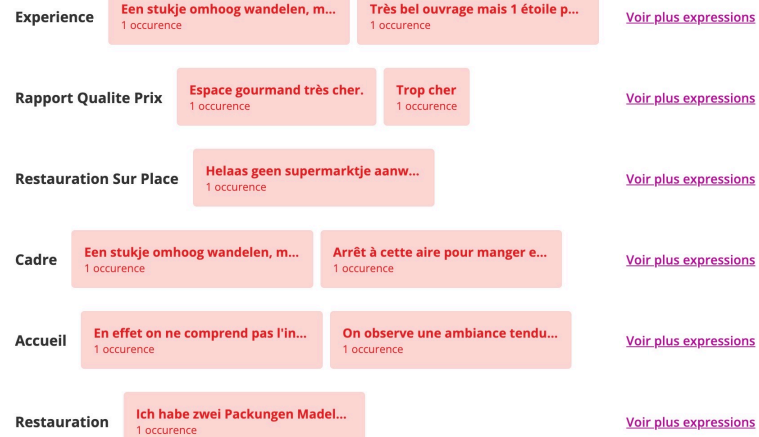 Experience
Een stukje omhoog wandelen, m...
1 occurence
Très bel ouvrage mais 1 étoile p...
1 occurence
Voir plus expressions
Rapport Qualite Prix
Espace gourmand très cher.
1 occurence
Trop cher
1 occurence
Voir plus expressions
Restauration Sur Place
Helaas geen supermarktje aanw...
1 occurence
Voir plus expressions
Cadre
Een stukje omhoog wandelen, m...
1 occurence
Arrêt à cette aire pour manger e...
1 occurence
Voir plus expressions
Accueil
En effet on ne comprend pas l'in...
1 occurence
On observe une ambiance tendu...
1 occurence
Voir plus expressions
Restauration
Ich habe zwei Packungen Madel...
1 occurence
Voir plus expressions